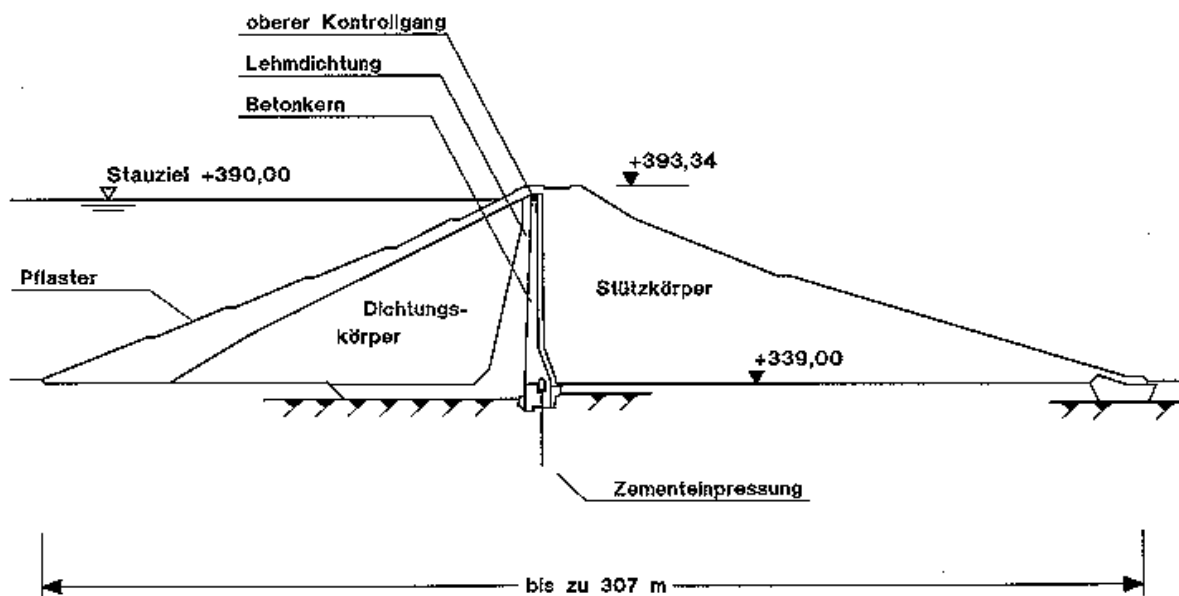 oberer Kontrollgang
Lehmdichtung
Betonkern
Stauziel +390,00
+393,34
Pflaster
Dichtungs-
körper
Stützkörper
+339,00
Zementeinpressung
bis zu 307 m